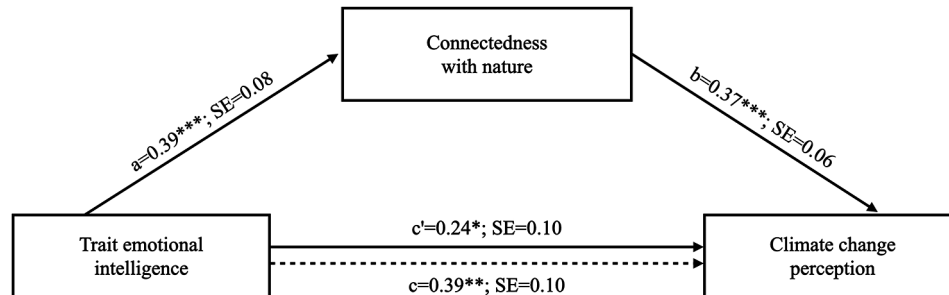 Connectedness
with nature
a=0.39***; SE=0.08
b=0.37***; SE=0.06
Trait emotional
intelligence
c'=0.24*; SE=0.10
c=0.39**; SE=0.10
Climate change
perception